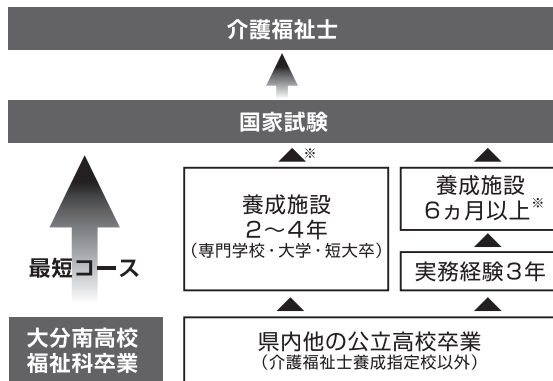 介護福祉士
国家試験
※
養成施設
2〜4年
(専門学校・大学・短大卒)
養成施設
6ヵ月以上※
実務経験3年
最短コース
大分南高校
福祉科卒業
県内他の公立高校卒業
(介護福祉士養成指定校以外)